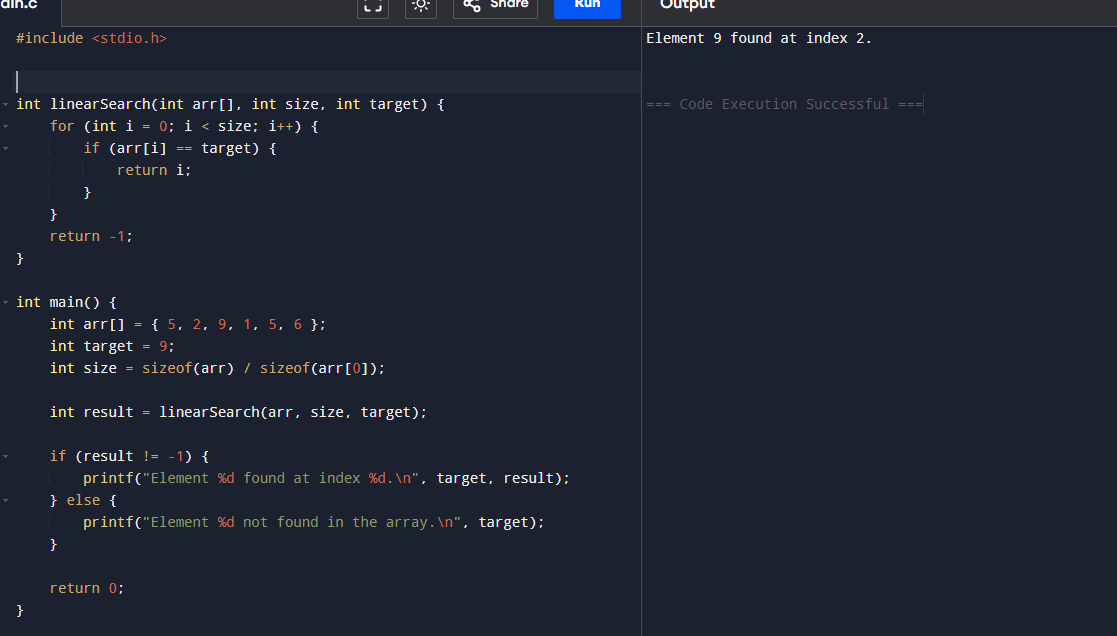 Share
Run
Output
#include <stdio.h>
int linearSearch(int arr[], int size, int target) {
    for (int i = 0; i < size; i++) {
        if (arr[i] == target) {
            return i;
        }
    }
    return -1;
}
int main() {
    int arr[] = { 5, 2, 9, 1, 5, 6 };
    int target = 9;
    int size = sizeof(arr) / sizeof(arr[0]);
    int result = linearSearch(arr, size, target);
    if (result != -1) {
        printf("Element %d found at index %d.\n", target, result);
    } else {
        printf("Element %d not found in the array.\n", target);
    }
    return 0;
}
Element 9 found at index 2.
=== Code Execution Successful ===